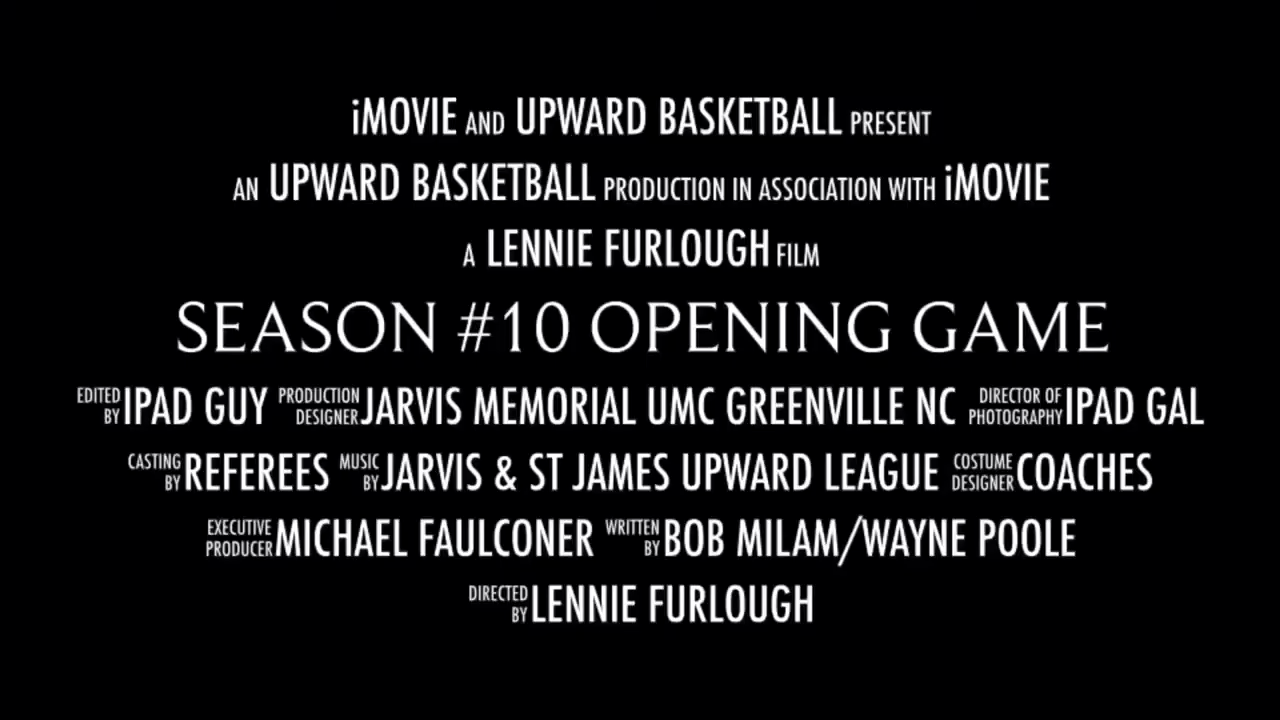 iMOVIE AND UPWARD BASKETBALL PRESENT
AN UPWARD BASKETBALL PRODUCTION IN ASSOCIATION WITH iMOVIE
A LENNIE FURLOUGH FILM
SEASON #10 OPENING GAME
EDITED BY IPAD GUY PRODUCTION DESIGNER JARVIS MEMORIAL UMC GREENVILLE NC DIRECTOR OF PHOTOGRAPHY IPAD GAL
CASTING BY REFEREES MUSIC BY JARVIS & ST JAMES UPWARD LEAGUE COSTUME DESIGNER COACHES
EXECUTIVE PRODUCER MICHAEL FAULCONER WRITTEN BY BOB MILAM/WAYNE POOLE
DIRECTED BY LENNIE FURLOUGH